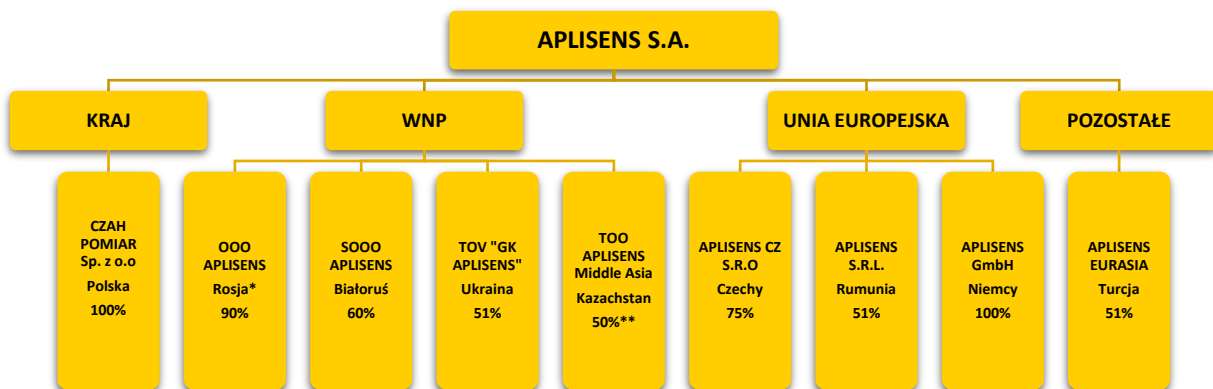 APLISENS S.A.
KRAJ
WNP
UNIA EUROPEJSKA
POZOSTAŁE
CZAH
POMIAR
Sp. z o.o
Polska
100%
OOO
APLISENS
Rosja*
90%
SOOO
APLISENS
Białoruś
60%
TOV "GK
APLISENS"
Ukraina
51%
TOO
APLISENS
Middle Asia
Kazachstan
50%**
APLISENS CZ
S.R.O
Czechy
75%
APLISENS
S.R.L.
Rumunia
51%
APLISENS
GmbH
Niemcy
100%
APLISENS
EURASIA
Turcja
51%